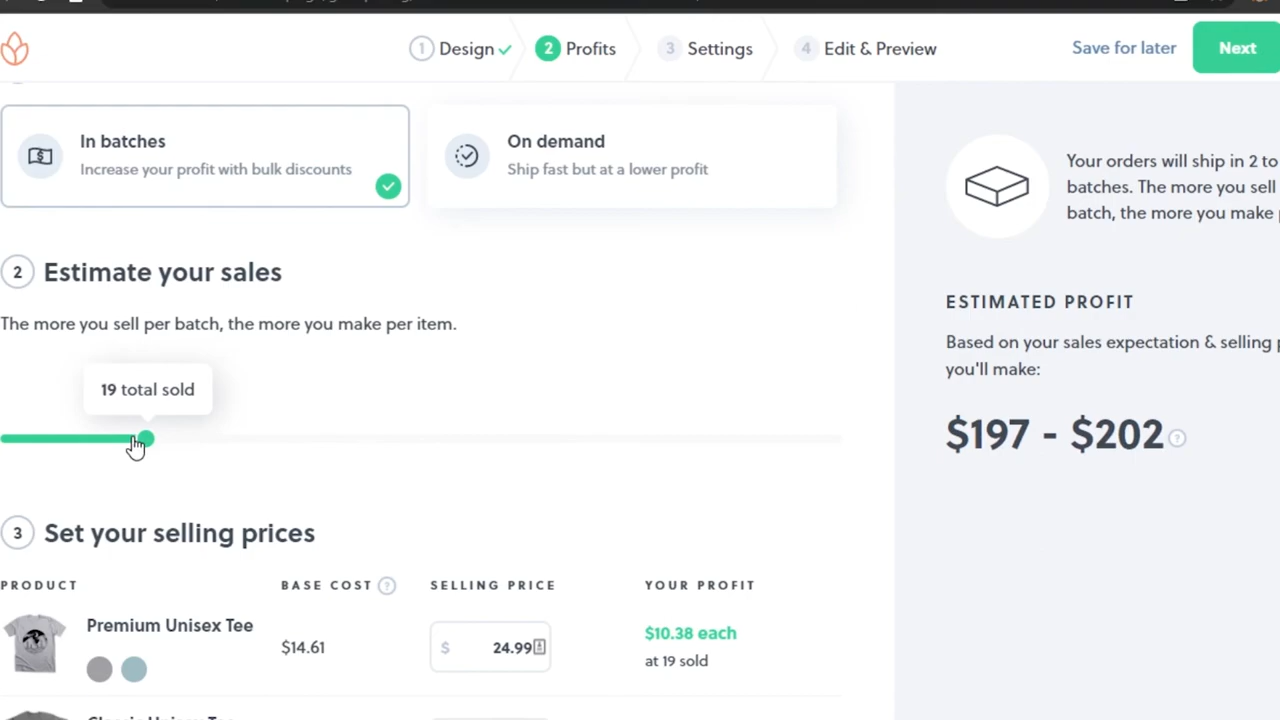 1 Design
2 Profits
3 Settings
4 Edit & Preview
Save for later
Next
In batches
Increase your profit with bulk discounts
On demand
Ship fast but at a lower profit
2 Estimate your sales
The more you sell per batch, the more you make per item.
19 total sold
3 Set your selling prices
PRODUCT BASE COST ? SELLING PRICE YOUR PROFIT
Premium Unisex Tee
$14.61
$ 24.99
$10.38 each
at 19 sold
Your orders will ship in 2 to
batches. The more you sell
batch, the more you make
ESTIMATED PROFIT
Based on your sales expectation & selling
you'll make:
$197 - $202 ?